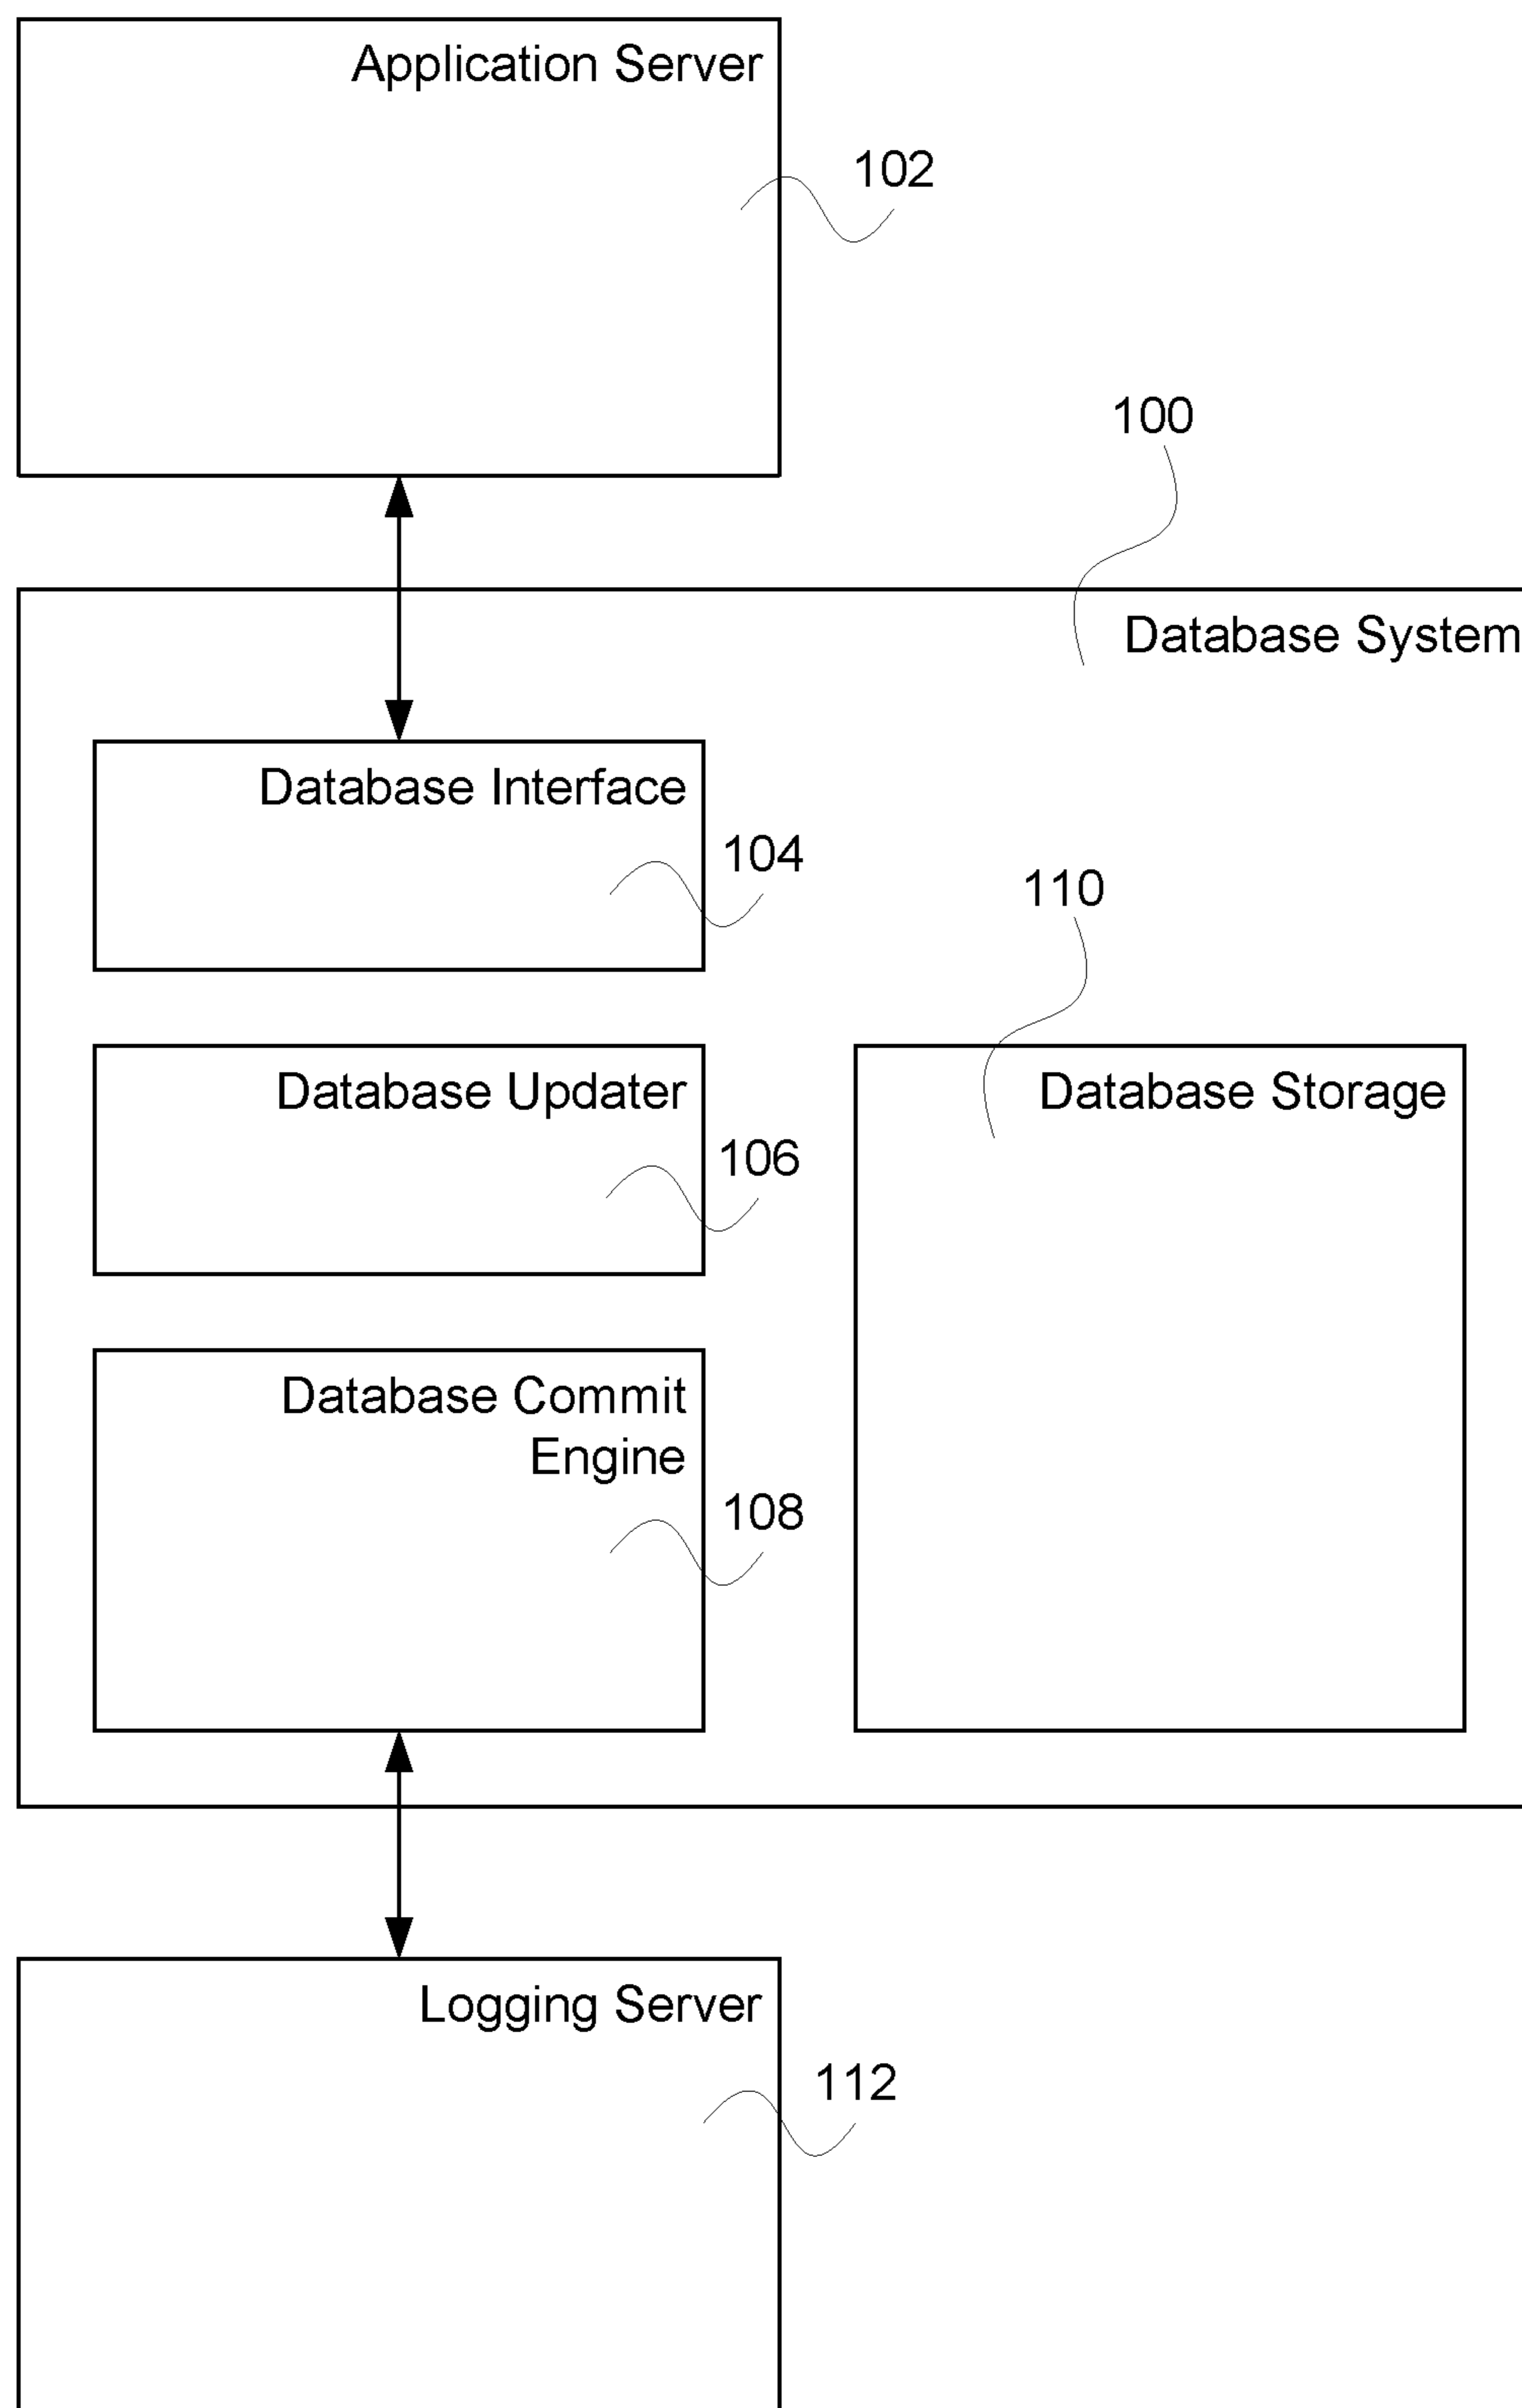 Application Server
102
100
Database System
Database Interface
104
110
Database Updater
Database Storage
106
Database Commit
Engine
108
Logging Server
112